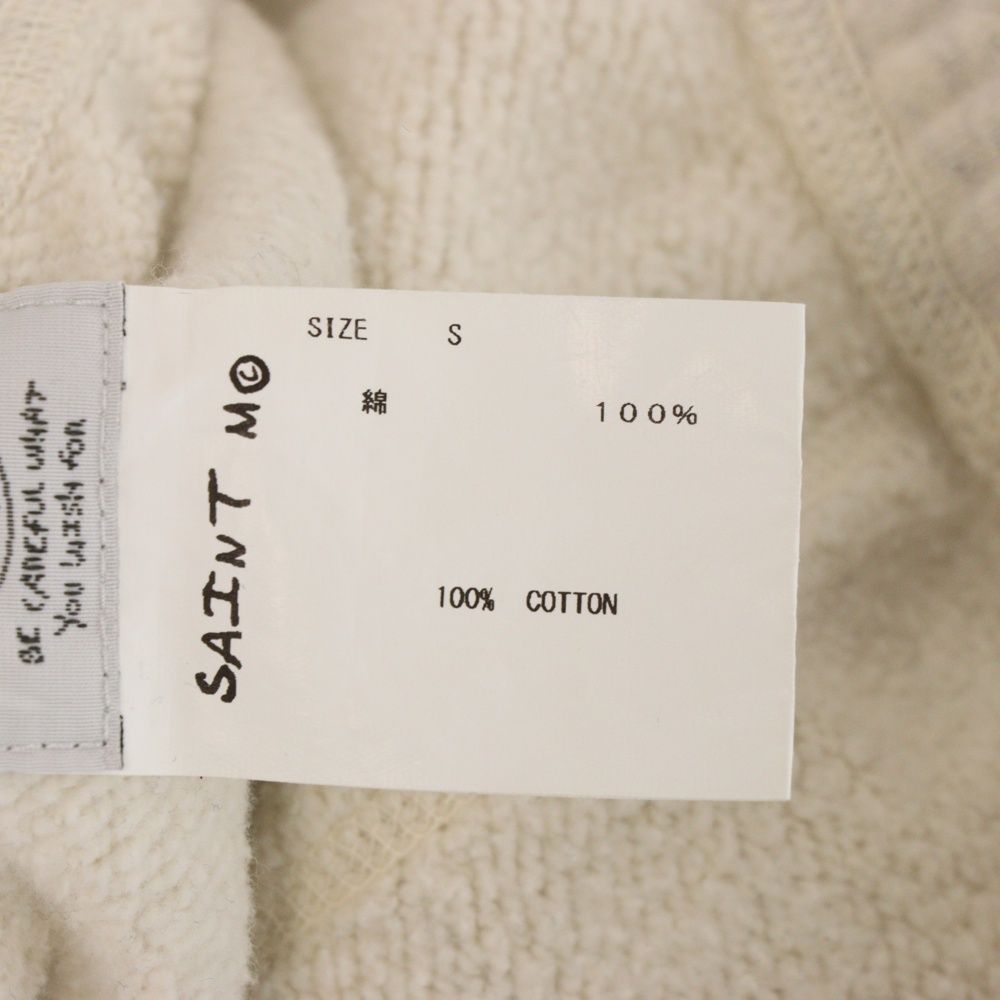 SIZE S
綿 100%
100% COTTON
SAINT M©
BE CAREFUL WHAT
YOU WISH FOR